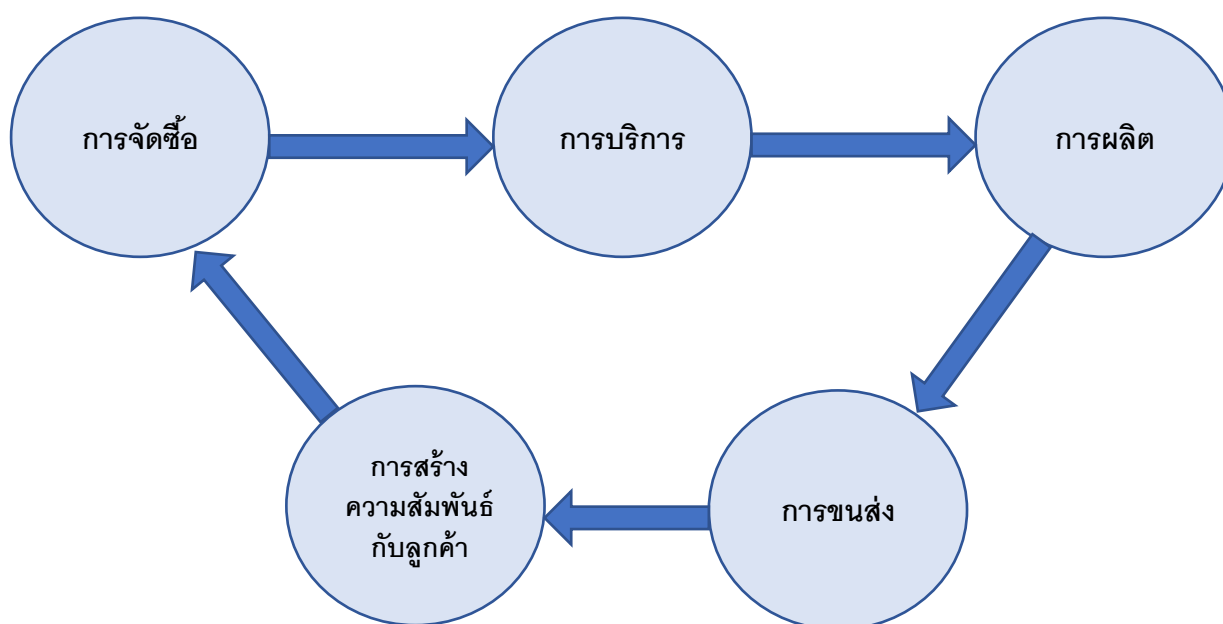 การจัดซื้อ
การบริการ
การผลิต
การสร้าง
ความสัมพันธ์
กับลูกค้า
การขนส่ง